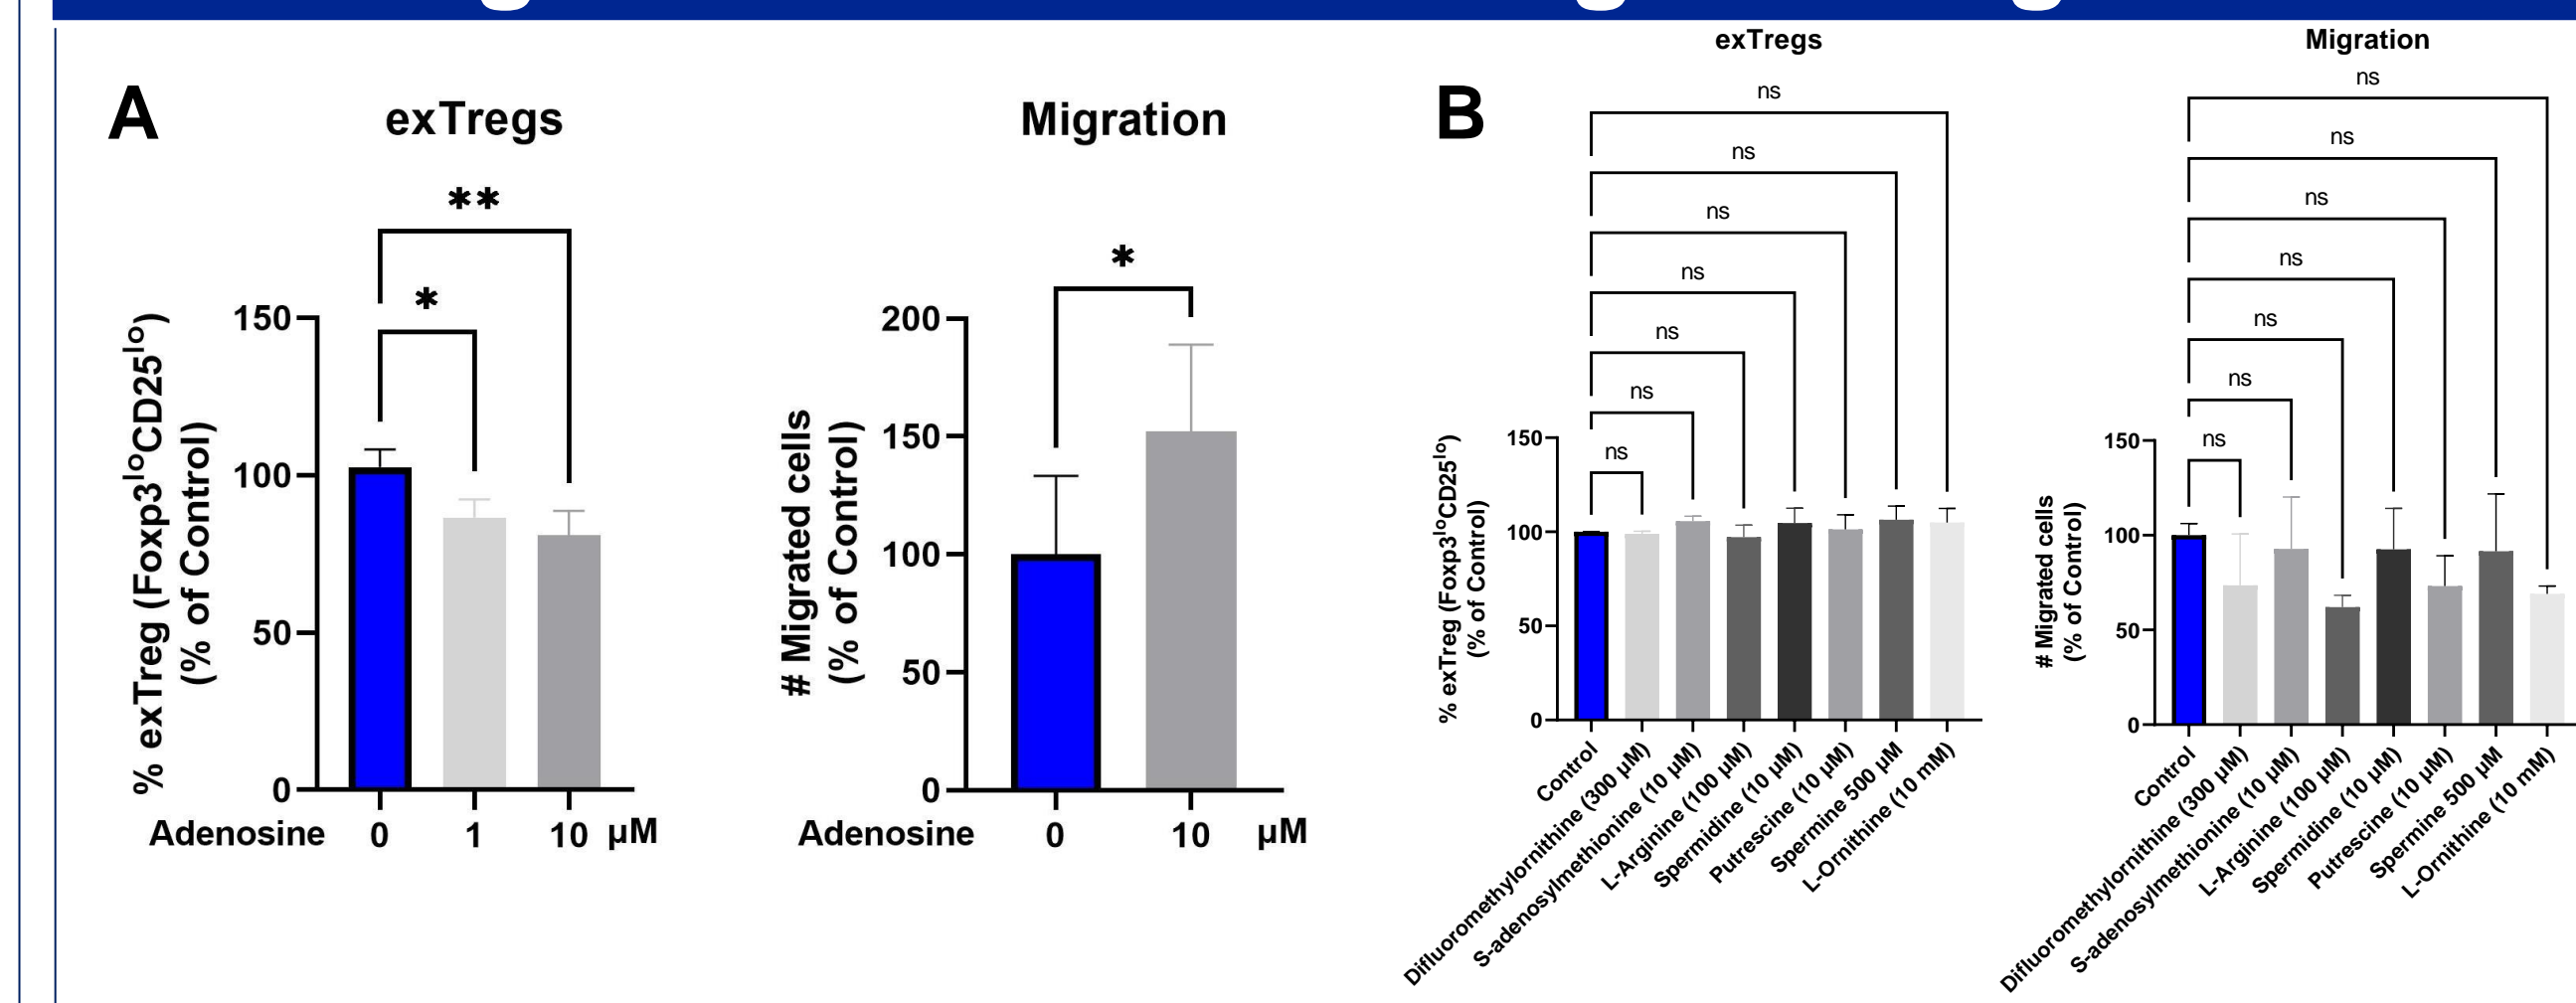 A
exTregs
**
*
% exTreg (Foxp3loCD25lo)
(% of Control)
150
100
50
0
Adenosine 0 1 10 µM
Migration
*
# Migrated cells
(% of Control)
200
150
100
50
0
Adenosine 0 10 µM
B
exTregs
ns
ns
ns
ns
ns
ns
ns
% exTreg (Foxp3loCD25lo)
(% of Control)
150
100
50
0
Control
Difluoromethylornithine (300 µM)
S-adenosylmethionine (10 µM)
L-Arginine (100 µM)
Spermidine (10 µM)
Putrescine (10 µM)
Spermine 500 µM
L-Ornithine (10 mM)
Migration
ns
ns
ns
ns
ns
ns
ns
# Migrated cells
(% of Control)
150
100
50
0
Control
Difluoromethylornithine (300 µM)
S-adenosylmethionine (10 µM)
L-Arginine (100 µM)
Spermidine (10 µM)
Putrescine (10 µM)
Spermine 500 µM
L-Ornithine (10 mM)